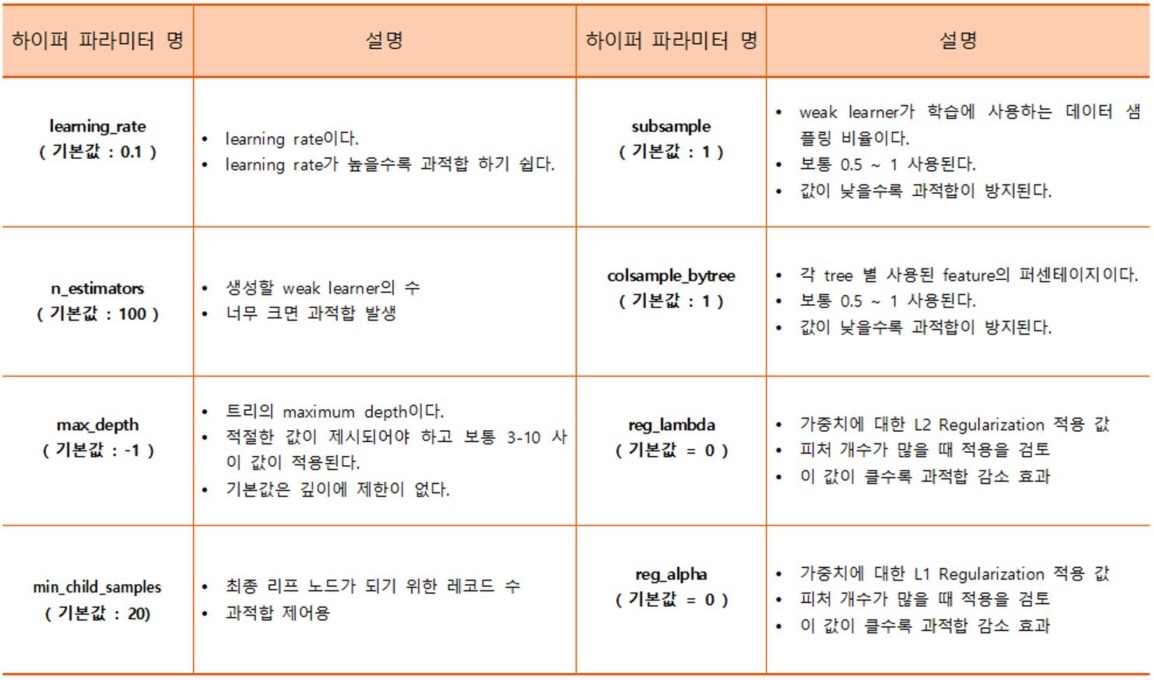 하이퍼 파라미터 명
설명
하이퍼 파라미터 명
설명
learning_rate
( 기본값 : 0.1 )
• learning rate이다.
• learning rate가 높을수록 과적합 하기 쉽다.
subsample
( 기본값 : 1 )
• weak learner가 학습에 사용하는 데이터 샘
플링 비율이다.
• 보통 0.5 ~ 1 사용된다.
• 값이 낮을수록 과적합이 방지된다.
n_estimators
( 기본값 : 100 )
• 생성할 weak learner의 수
• 너무 크면 과적합 발생
colsample_bytree
( 기본값 : 1 )
• 각 tree 별 사용된 feature의 퍼센테이지이다.
• 보통 0.5 ~ 1 사용된다.
• 값이 낮을수록 과적합이 방지된다.
max_depth
( 기본값 : -1 )
• 트리의 maximum depth이다.
• 적절한 값이 제시되어야 하고 보통 3-10 사
이 값이 적용된다.
• 기본값은 깊이에 제한이 없다.
reg_lambda
( 기본값 = 0 )
• 가중치에 대한 L2 Regularization 적용 값
• 피처 개수가 많을 때 적용을 검토
• 이 값이 클수록 과적합 감소 효과
min_child_samples
( 기본값 : 20)
• 최종 리프 노드가 되기 위한 레코드 수
• 과적합 제어용
reg_alpha
( 기본값 = 0 )
• 가중치에 대한 L1 Regularization 적용 값
• 피처 개수가 많을 때 적용을 검토
• 이 값이 클수록 과적합 감소 효과